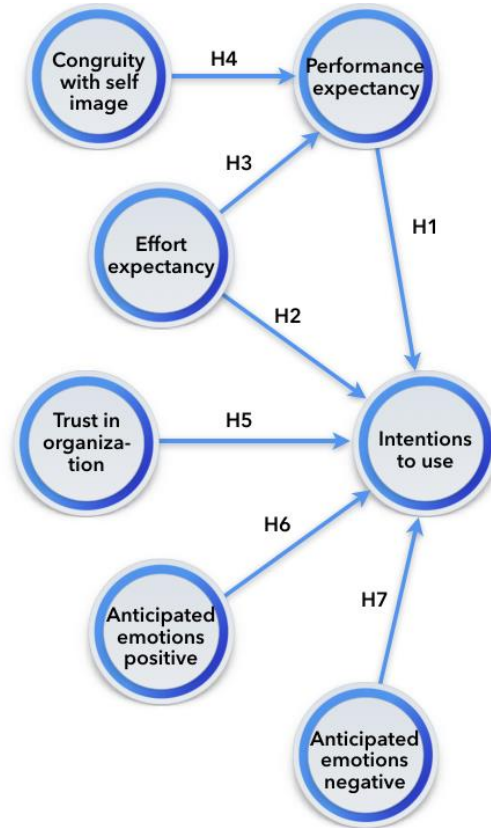 Congruity
with self
image
H4
Performance
expectancy
H3
Effort
expectancy
H1
H2
Trust in
organiza-
tion
H5
Intentions
to use
H6
Anticipated
emotions
positive
H7
Anticipated
emotions
negative